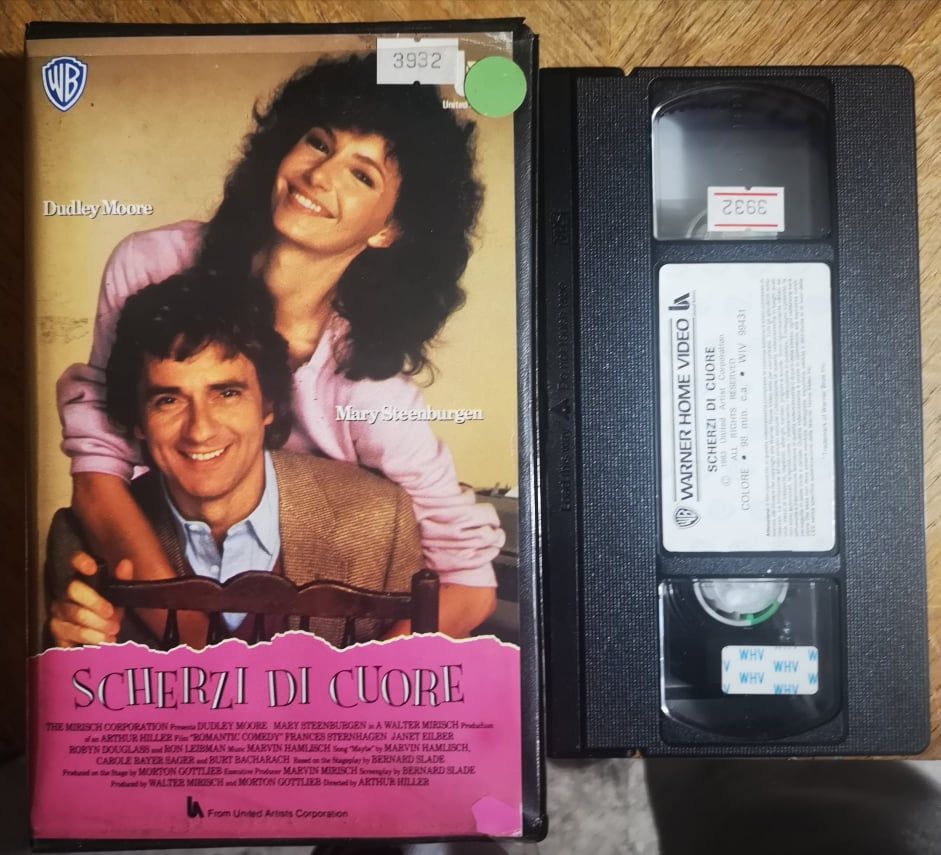 WB
3932
United
Dudley Moore
Mary Steenburgen
SCHERZI DI CUORE
THE MIRISCH CORPORATION Presents DUDLEY MOORE · MARY STEENBURGEN in A WALTER MIRISCH Production
of an ARTHUR HILLER Film "ROMANTIC COMEDY" FRANCES STERNHAGEN JANET EILBER
ROBYN DOUGLASS and RON LEIBMAN Music MARVIN HAMLISCH Song "Maybe" by MARVIN HAMLISCH,
CAROLE BAYER SAGER and BURT BACHARACH Based on the Stageplay by BERNARD SLADE
Produced on the Stage by MORTON GOTTLIEB Executive Producer MARVIN MIRISCH Screenplay by BERNARD SLADE
Produced by WALTER MIRISCH and MORTON GOTTLIEB Directed by ARTHUR HILLER
From United Artists Corporation
3932
WB WARNER HOME VIDEO
SCHERZI DI CUORE
© 1983 United Artist Corporation
ALL RIGHTS RESERVED
COLORE • 98 min. c.a. • WIV 99431
WHV WHV W
V WHV WHV